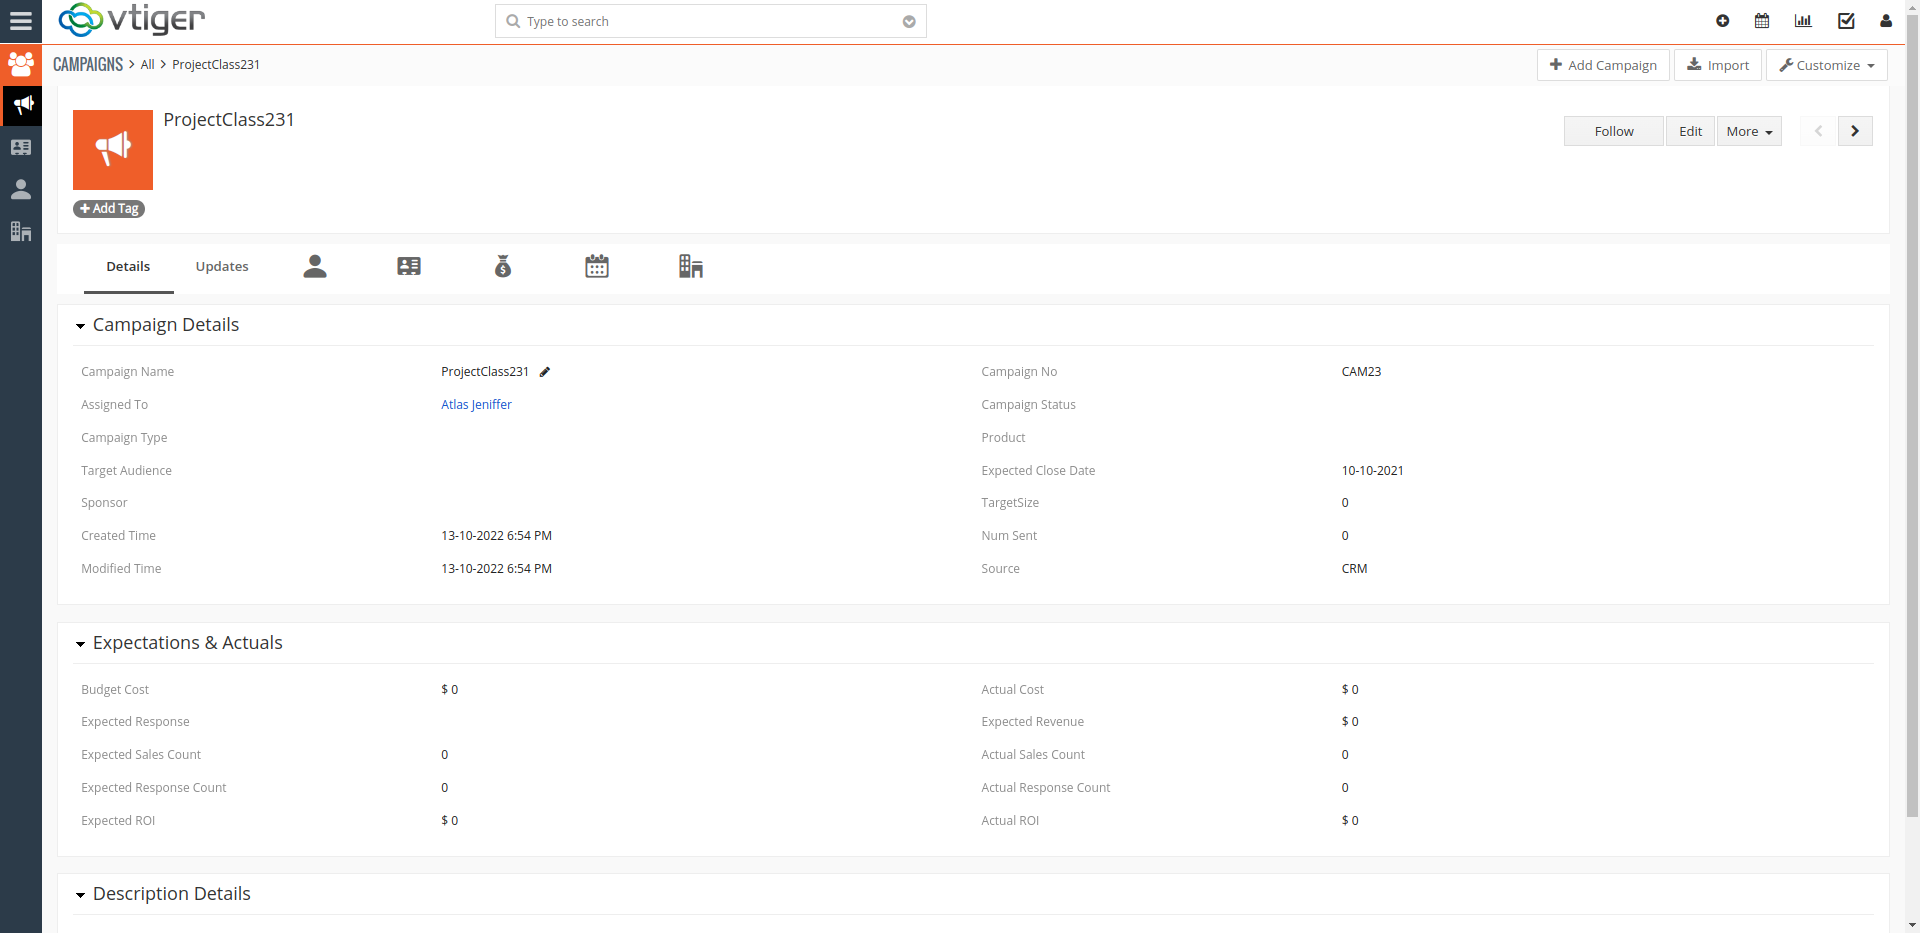 vtiger
Type to search
CAMPAIGNS > All > ProjectClass231
Add Campaign
Import
Customize
ProjectClass231
Follow
Edit
More
Add Tag
Details
Updates
Campaign Details
Campaign Name ProjectClass231 Campaign No CAM23
Assigned To Atlas Jeniffer Campaign Status
Campaign Type Product
Target Audience Expected Close Date 10-10-2021
Sponsor TargetSize 0
Created Time 13-10-2022 6:54 PM Num Sent 0
Modified Time 13-10-2022 6:54 PM Source CRM
Expectations & Actuals
Budget Cost $ 0 Actual Cost $ 0
Expected Response Expected Revenue $ 0
Expected Sales Count 0 Actual Sales Count 0
Expected Response Count 0 Actual Response Count 0
Expected ROI $ 0 Actual ROI $ 0
Description Details